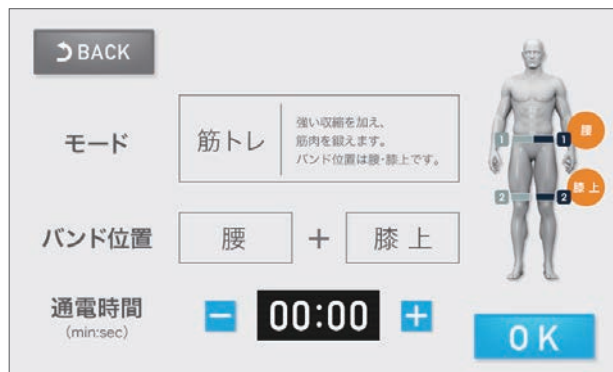 BACK
モード
筋トレ
強い収縮を加え、
筋肉を鍛えます。
バンド位置は腰・膝上です。
1 1 腰
2 2 膝上
バンド位置
腰 + 膝上
通電時間
(min:sec)
− 00:00 +
OK